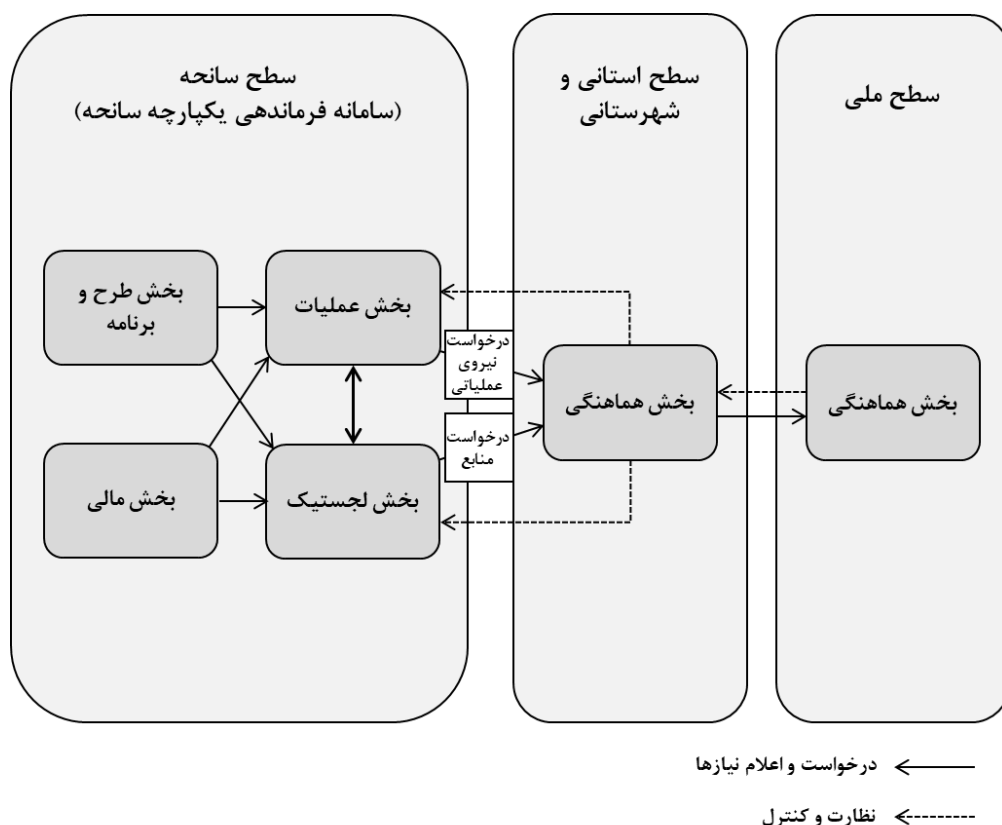 سطح سانحه
(سامانه فرماندهی یکپارچه سانحه)
سطح استانی و
شهرستانی
سطح ملی
بخش طرح و
برنامه
بخش عملیات
درخواست
نیروی
عملیاتی
بخش هماهنگی
بخش هماهنگی
درخواست
منابع
بخش مالی
بخش لجستیک
درخواست و اعلام نیازها
نظارت و کنترل